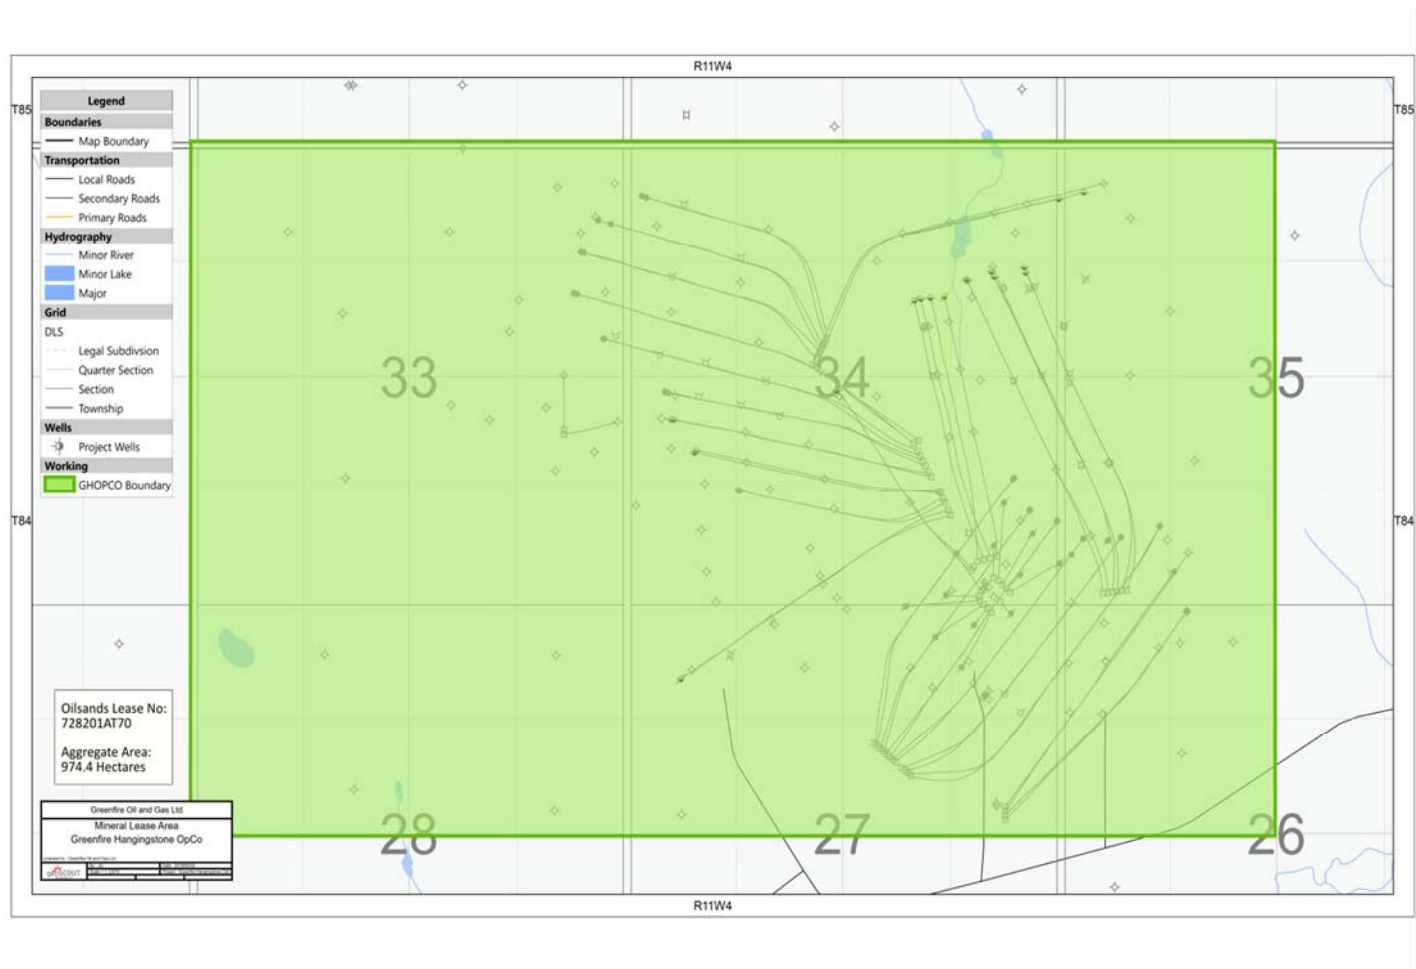 R11W4
T85
T85
Legend
Boundaries
Map Boundary
Transportation
Local Roads
Secondary Roads
Primary Roads
Hydrography
Minor River
Minor Lake
Major
Grid
DLS
Legal Subdivsion
Quarter Section
Section
Township
Wells
Project Wells
Working
GHOPCO Boundary
33
34
35
T84
T84
Oilsands Lease No:
728201AT70
Aggregate Area:
974.4 Hectares
Greenfire Oil and Gas Ltd
Mineral Lease Area
Greenfire Hangingstone OpCo
28
27
26
R11W4